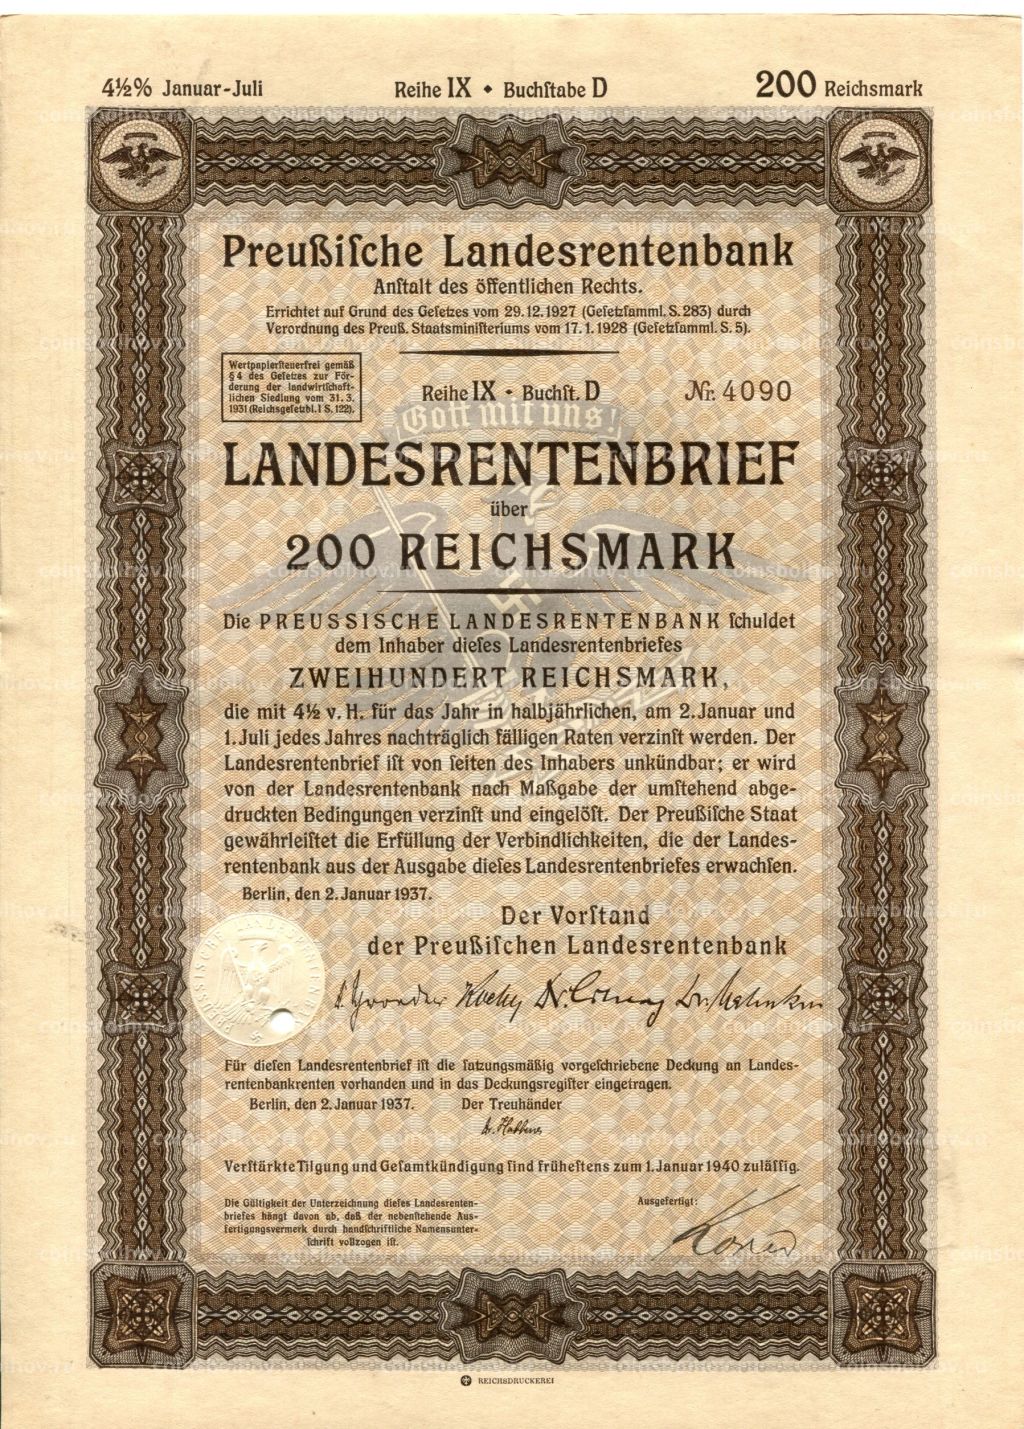 4½% Januar-Juli Reihe IX • Buchſtabe D 200 Reichsmark
Preußiſche Landesrentenbank
Anſtalt des öffentlichen Rechts.
Errichtet auf Grund des Geſetzes vom 29.12.1927 (Geſetzſamml. S. 283) durch
Verordnung des Preuß. Staatsminiſteriums vom 17.1.1928 (Geſetzſamml. S. 5).
Wertpapierſteuerfrei gemäß
§ 4 des Geſetzes zur För-
derung der landwirtſchaft-
lichen Siedlung vom 31. 3.
1931 (Reichsgeſetzbl. I S. 122).
Reihe IX • Buchſt. D Nr. 4090
Gott mit uns!
LANDESRENTENBRIEF
über
200 REICHSMARK
Die PREUSSISCHE LANDESRENTENBANK ſchuldet
dem Inhaber dieſes Landesrentenbriefes
ZWEIHUNDERT REICHSMARK,
die mit 4½ v. H. für das Jahr in halbjährlichen, am 2. Januar und
1. Juli jedes Jahres nachträglich fälligen Raten verzinſt werden. Der
Landesrentenbrief iſt von ſeiten des Inhabers unkündbar; er wird
von der Landesrentenbank nach Maßgabe der umſtehend abge-
druckten Bedingungen verzinſt und eingelöſt. Der Preußiſche Staat
gewährleiſtet die Erfüllung der Verbindlichkeiten, die der Landes-
rentenbank aus der Ausgabe dieſes Landesrentenbriefes erwachſen.
Berlin, den 2. Januar 1937.
Der Vorſtand
der Preußiſchen Landesrentenbank
Für dieſen Landesrentenbrief iſt die ſatzungsmäßig vorgeſchriebene Deckung an Landes-
rentenbankrenten vorhanden und in das Deckungsregiſter eingetragen.
Berlin, den 2. Januar 1937. Der Treuhänder
Verſtärkte Tilgung und Geſamtkündigung ſind früheſtens zum 1. Januar 1940 zuläſſig.
Die Gültigkeit der Unterzeichnung dieſes Landesrenten-
briefes hängt davon ab, daß der nebenſtehende Aus-
fertigungsvermerk durch handſchriftliche Namensunter-
ſchrift vollzogen iſt.
Ausgefertigt:
REICHSDRUCKEREI
coinsbolhov.ru